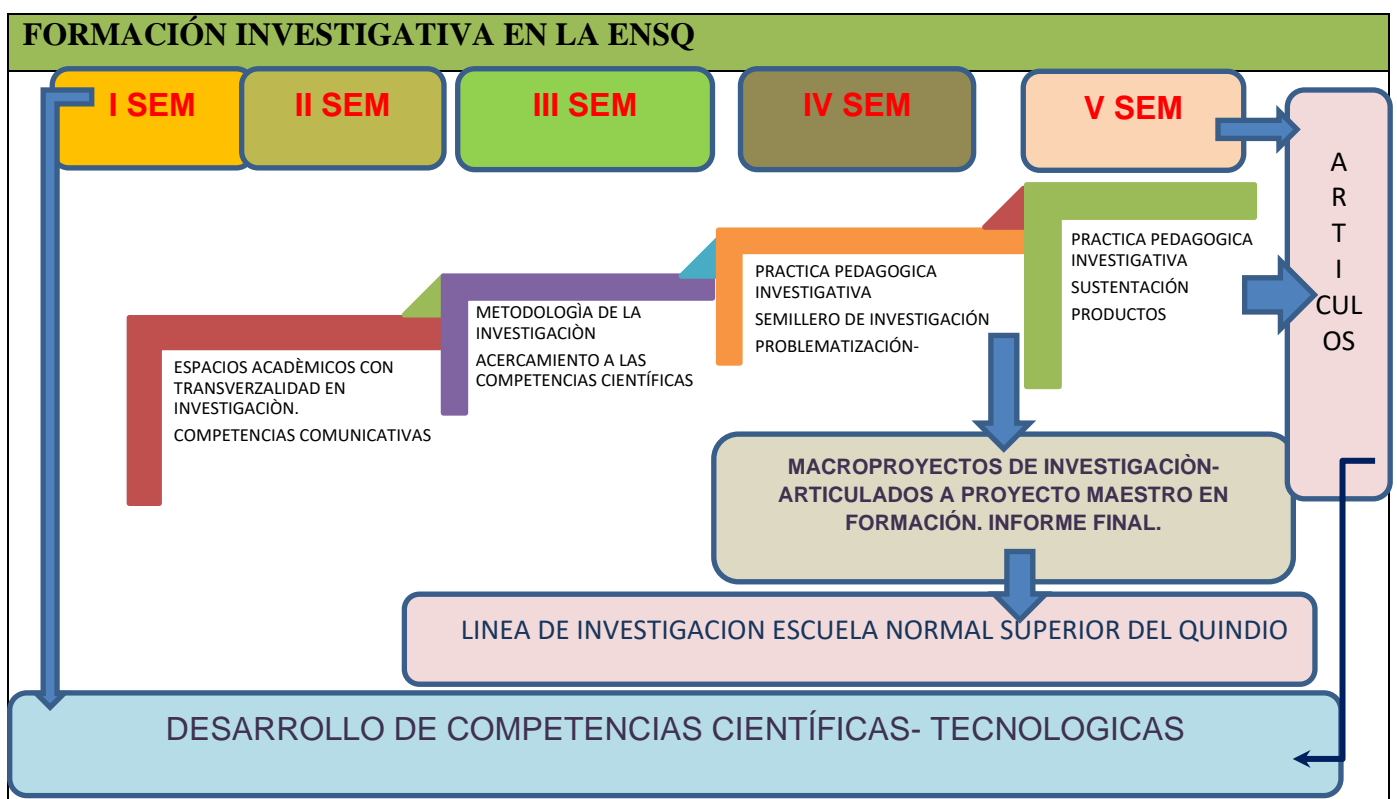 FORMACIÓN INVESTIGATIVA EN LA ENSQ
I SEM
II SEM
III SEM
IV SEM
V SEM
A
R
T
I
CUL
OS
ESPACIOS ACADÈMICOS CON
TRANSVERZALIDAD EN
INVESTIGACIÒN.
COMPETENCIAS COMUNICATIVAS
METODOLOGÌA DE LA
INVESTIGACIÒN
ACERCAMIENTO A LAS
COMPETENCIAS CIENTÍFICAS
PRACTICA PEDAGOGICA
INVESTIGATIVA
SEMILLERO DE INVESTIGACIÓN
PROBLEMATIZACIÓN-
PRACTICA PEDAGOGICA
INVESTIGATIVA
SUSTENTACIÓN
PRODUCTOS
MACROPROYECTOS DE INVESTIGACIÒN-
ARTICULADOS A PROYECTO MAESTRO EN
FORMACIÓN. INFORME FINAL.
LINEA DE INVESTIGACION ESCUELA NORMAL SUPERIOR DEL QUINDIO
DESARROLLO DE COMPETENCIAS CIENTÍFICAS- TECNOLOGICAS